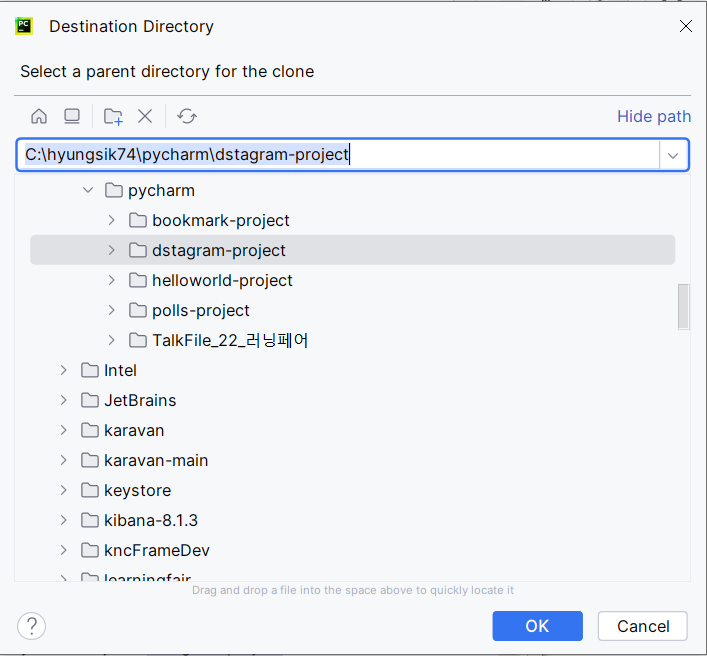 PC
Destination Directory
Select a parent directory for the clone
Hide path
C:\hyungsik74\pycharm\dstagram-project
pycharm
bookmark-project
dstagram-project
helloworld-project
polls-project
TalkFile_22_러닝페어
Intel
JetBrains
karavan
karavan-main
keystore
kibana-8.1.3
kncFrameDev
learningfair
Drag and drop a file into the space above to quickly locate it
?
OK
Cancel